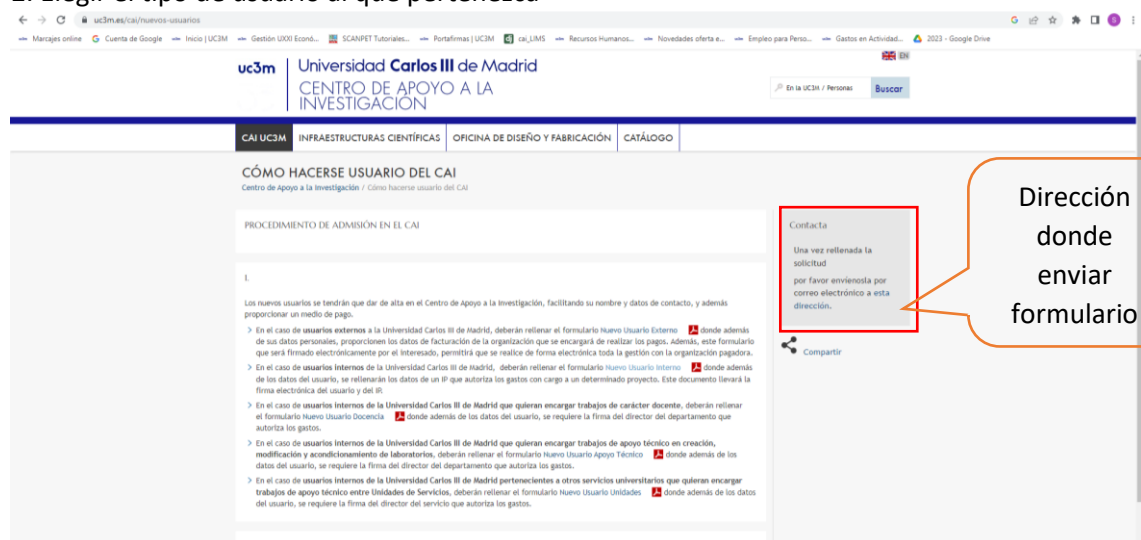 uc3m.es/cai/nuevos-usuarios
Marcajes online Cuenta de Google Inicio | UC3M Gestión UXXI Econó... SCANPET Tutoriales... Portafirmas | UC3M cai_LIMS Recursos Humanos... Novedades oferta e... Empleo para Perso... Gastos en Actividad... 2023 - Google Drive
EN
uc3m Universidad Carlos III de Madrid
CENTRO DE APOYO A LA
INVESTIGACIÓN
En la UC3M / Personas Buscar
CAI UC3M INFRAESTRUCTURAS CIENTÍFICAS OFICINA DE DISEÑO Y FABRICACIÓN CATÁLOGO
CÓMO HACERSE USUARIO DEL CAI
Centro de Apoyo a la Investigación / Cómo hacerse usuario del CAI
PROCEDIMIENTO DE ADMISIÓN EN EL CAI
I.
Los nuevos usuarios se tendrán que dar de alta en el Centro de Apoyo a la Investigación, facilitando su nombre y datos de contacto, y además
proporcionar un medio de pago.
> En el caso de usuarios externos a la Universidad Carlos III de Madrid, deberán rellenar el formulario Nuevo Usuario Externo donde además
de sus datos personales, proporcionen los datos de facturación de la organización que se encargará de realizar los pagos. Además, este formulario
que será firmado electrónicamente por el interesado, permitirá que se realice de forma electrónica toda la gestión con la organización pagadora.
> En el caso de usuarios internos de la Universidad Carlos III de Madrid, deberán rellenar el formulario Nuevo Usuario Interno donde además
de los datos del usuario, se rellenarán los datos de un IP que autoriza los gastos con cargo a un determinado proyecto. Este documento llevará la
firma electrónica del usuario y del IP.
> En el caso de usuarios internos de la Universidad Carlos III de Madrid que quieran encargar trabajos de carácter docente, deberán rellenar
el formulario Nuevo Usuario Docencia donde además de los datos del usuario, se requiere la firma del director del departamento que
autoriza los gastos.
> En el caso de usuarios internos de la Universidad Carlos III de Madrid que quieran encargar trabajos de apoyo técnico en creación,
modificación y acondicionamiento de laboratorios, deberán rellenar el formulario Nuevo Usuario Apoyo Técnico donde además de los
datos del usuario, se requiere la firma del director del departamento que autoriza los gastos.
> En el caso de usuarios internos de la Universidad Carlos III de Madrid pertenecientes a otros servicios universitarios que quieran encargar
trabajos de apoyo técnico entre Unidades de Servicios, deberán rellenar el formulario Nuevo Usuario Unidades donde además de los datos
del usuario, se requiere la firma del director del servicio que autoriza los gastos.
Contacta
Una vez rellenada la
solicitud
por favor envíenosla por
correo electrónico a esta
dirección.
Compartir
Dirección
donde
enviar
formulario